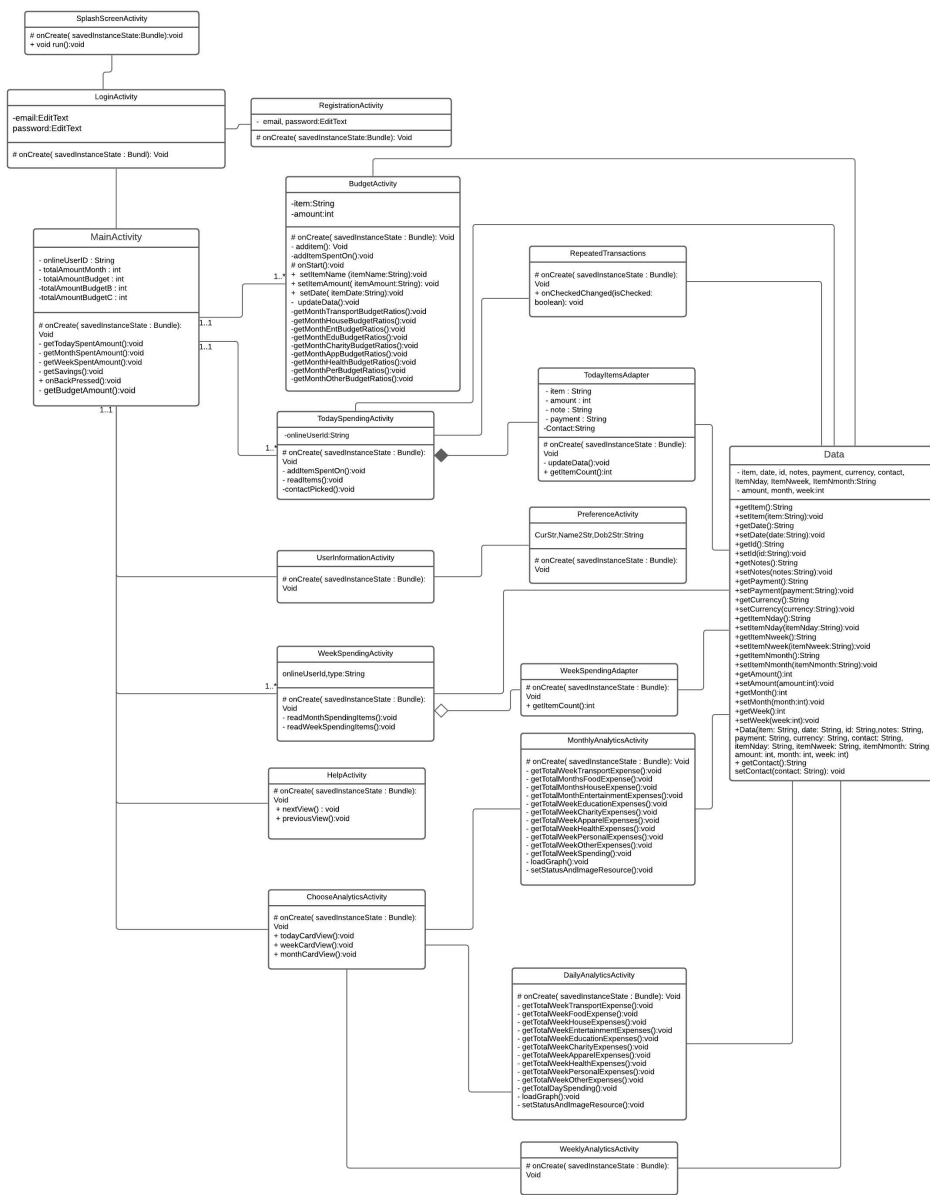 SplashScreenActivity
# onCreate( savedInstanceState:Bundle):void
+ void run():void
LoginActivity
-email:EditText
password:EditText
# onCreate( savedInstanceState : Bundl): Void
RegistrationActivity
- email, password:EditText
# onCreate( savedInstanceState:Bundle): Void
MainActivity
- onlineUserID : String
- totalAmountMonth : int
- totalAmountBudget : int
-totalAmountBudgetB : int
-totalAmountBudgetC : int
# onCreate( savedInstanceState : Bundle):
Void
- getTodaySpentAmount():void
- getMonthSpentAmount():void
- getWeekSpentAmount():void
- getSavings():void
+ onBackPressed():void
- getBudgetAmount():void
1..1
1..1
1..1
BudgetActivity
-item:String
-amount:int
# onCreate( savedInstanceState : Bundle): Void
- additem(): Void
-addItemSpentOn():void
# onStart():void
+ setItemName (itemName:String):void
+ setItemAmount( itemAmount:String): void
+ setDate( itemDate:String):void
- updateData():void
-getMonthTransportBudgetRatios():void
-getMonthHouseBudgetRatios():void
-getMonthEntBudgetRatios():void
-getMonthEduBudgetRatios():void
-getMonthCharityBudgetRatios():void
-getMonthAppBudgetRatios():void
-getMonthHealthBudgetRatios():void
-getMonthPerBudgetRatios():void
-getMonthOtherBudgetRatios():void
1..*
RepeatedTransactions
# onCreate( savedInstanceState : Bundle):
Void
+ onCheckedChanged(isChecked:
boolean): void
TodayItemsAdapter
- item : String
- amount : int
- note : String
- payment : String
-Contact:String
# onCreate( savedInstanceState : Bundle):
Void
- updateData():void
+ getItemCount():int
TodaySpendingActivity
-onlineUserId:String
# onCreate( savedInstanceState : Bundle):
Void
- addItemSpentOn():void
- readItems():void
-contactPicked():void
1..*
PreferenceActivity
CurStr,Name2Str,Dob2Str:String
# onCreate( savedInstanceState : Bundle):
Void
UserInformationActivity
# onCreate( savedInstanceState : Bundle):
Void
WeekSpendingActivity
onlineUserId,type:String
# onCreate( savedInstanceState : Bundle):
Void
- readMonthSpendingItems():void
- readWeekSpendingItems():void
1..*
WeekSpendingAdapter
# onCreate( savedInstanceState : Bundle):
Void
+ getItemCount():int
HelpActivity
# onCreate( savedInstanceState : Bundle):
Void
+ nextView() : void
+ previousView():void
MonthlyAnalyticsActivity
# onCreate( savedInstanceState : Bundle): Void
- getTotalWeekTransportExpense():void
- getTotalMonthsFoodExpense():void
- getTotalMonthsHouseExpense():void
- getTotalMonthEntertainmentExpenses():void
- getTotalWeekEducationExpenses():void
- getTotalWeekCharityExpenses():void
- getTotalWeekApparelExpenses():void
- getTotalWeekHealthExpenses():void
- getTotalWeekPersonalExpenses():void
- getTotalWeekOtherExpenses():void
- getTotalWeekSpending():void
- loadGraph():void
- setStatusAndImageResource():void
ChooseAnalyticsActivity
# onCreate( savedInstanceState : Bundle):
Void
+ todayCardView():void
+ weekCardView():void
+ monthCardView():void
DailyAnalyticsActivity
# onCreate( savedInstanceState : Bundle): Void
- getTotalWeekTransportExpense():void
- getTotalWeekFoodExpense():void
- getTotalWeekHouseExpenses():void
- getTotalWeekEntertainmentExpenses():void
- getTotalWeekEducationExpenses():void
- getTotalWeekCharityExpenses():void
- getTotalWeekApparelExpenses():void
- getTotalWeekHealthExpenses():void
- getTotalWeekPersonalExpenses():void
- getTotalWeekOtherExpenses():void
- getTotalDaySpending():void
- loadGraph():void
- setStatusAndImageResource():void
WeeklyAnalyticsActivity
# onCreate( savedInstanceState : Bundle):
Void
Data
- item, date, id, notes, payment, currency, contact,
ItemNday, ItemNweek, ItemNmonth:String
- amount, month, week:int
+getItem():String
+setItem(item:String):void
+getDate():String
+setDate(date:String):void
+getId():String
+setId(id:String):void
+getNotes():String
+setNotes(notes:String):void
+getPayment():String
+setPayment(payment:String):void
+getCurrency():String
+setCurrency(currency:String):void
+getItemNday():String
+setItemNday(itemNday:String):void
+getItemNweek():String
+setItemNweek(itemNweek:String):void
+getItemNmonth():String
+setItemNmonth(itemNmonth:String):void
+getAmount():int
+setAmount(amount:int):void
+getMonth():int
+setMonth(month:int):void
+getWeek():int
+setWeek(week:int):void
+Data(item: String, date: String, id: String,notes: String,
payment: String, currency: String, contact: String,
itemNday: String, itemNweek: String, itemNmonth: String
amount: int, month: int, week: int)
+ getContact():String
setContact(contact: String): void